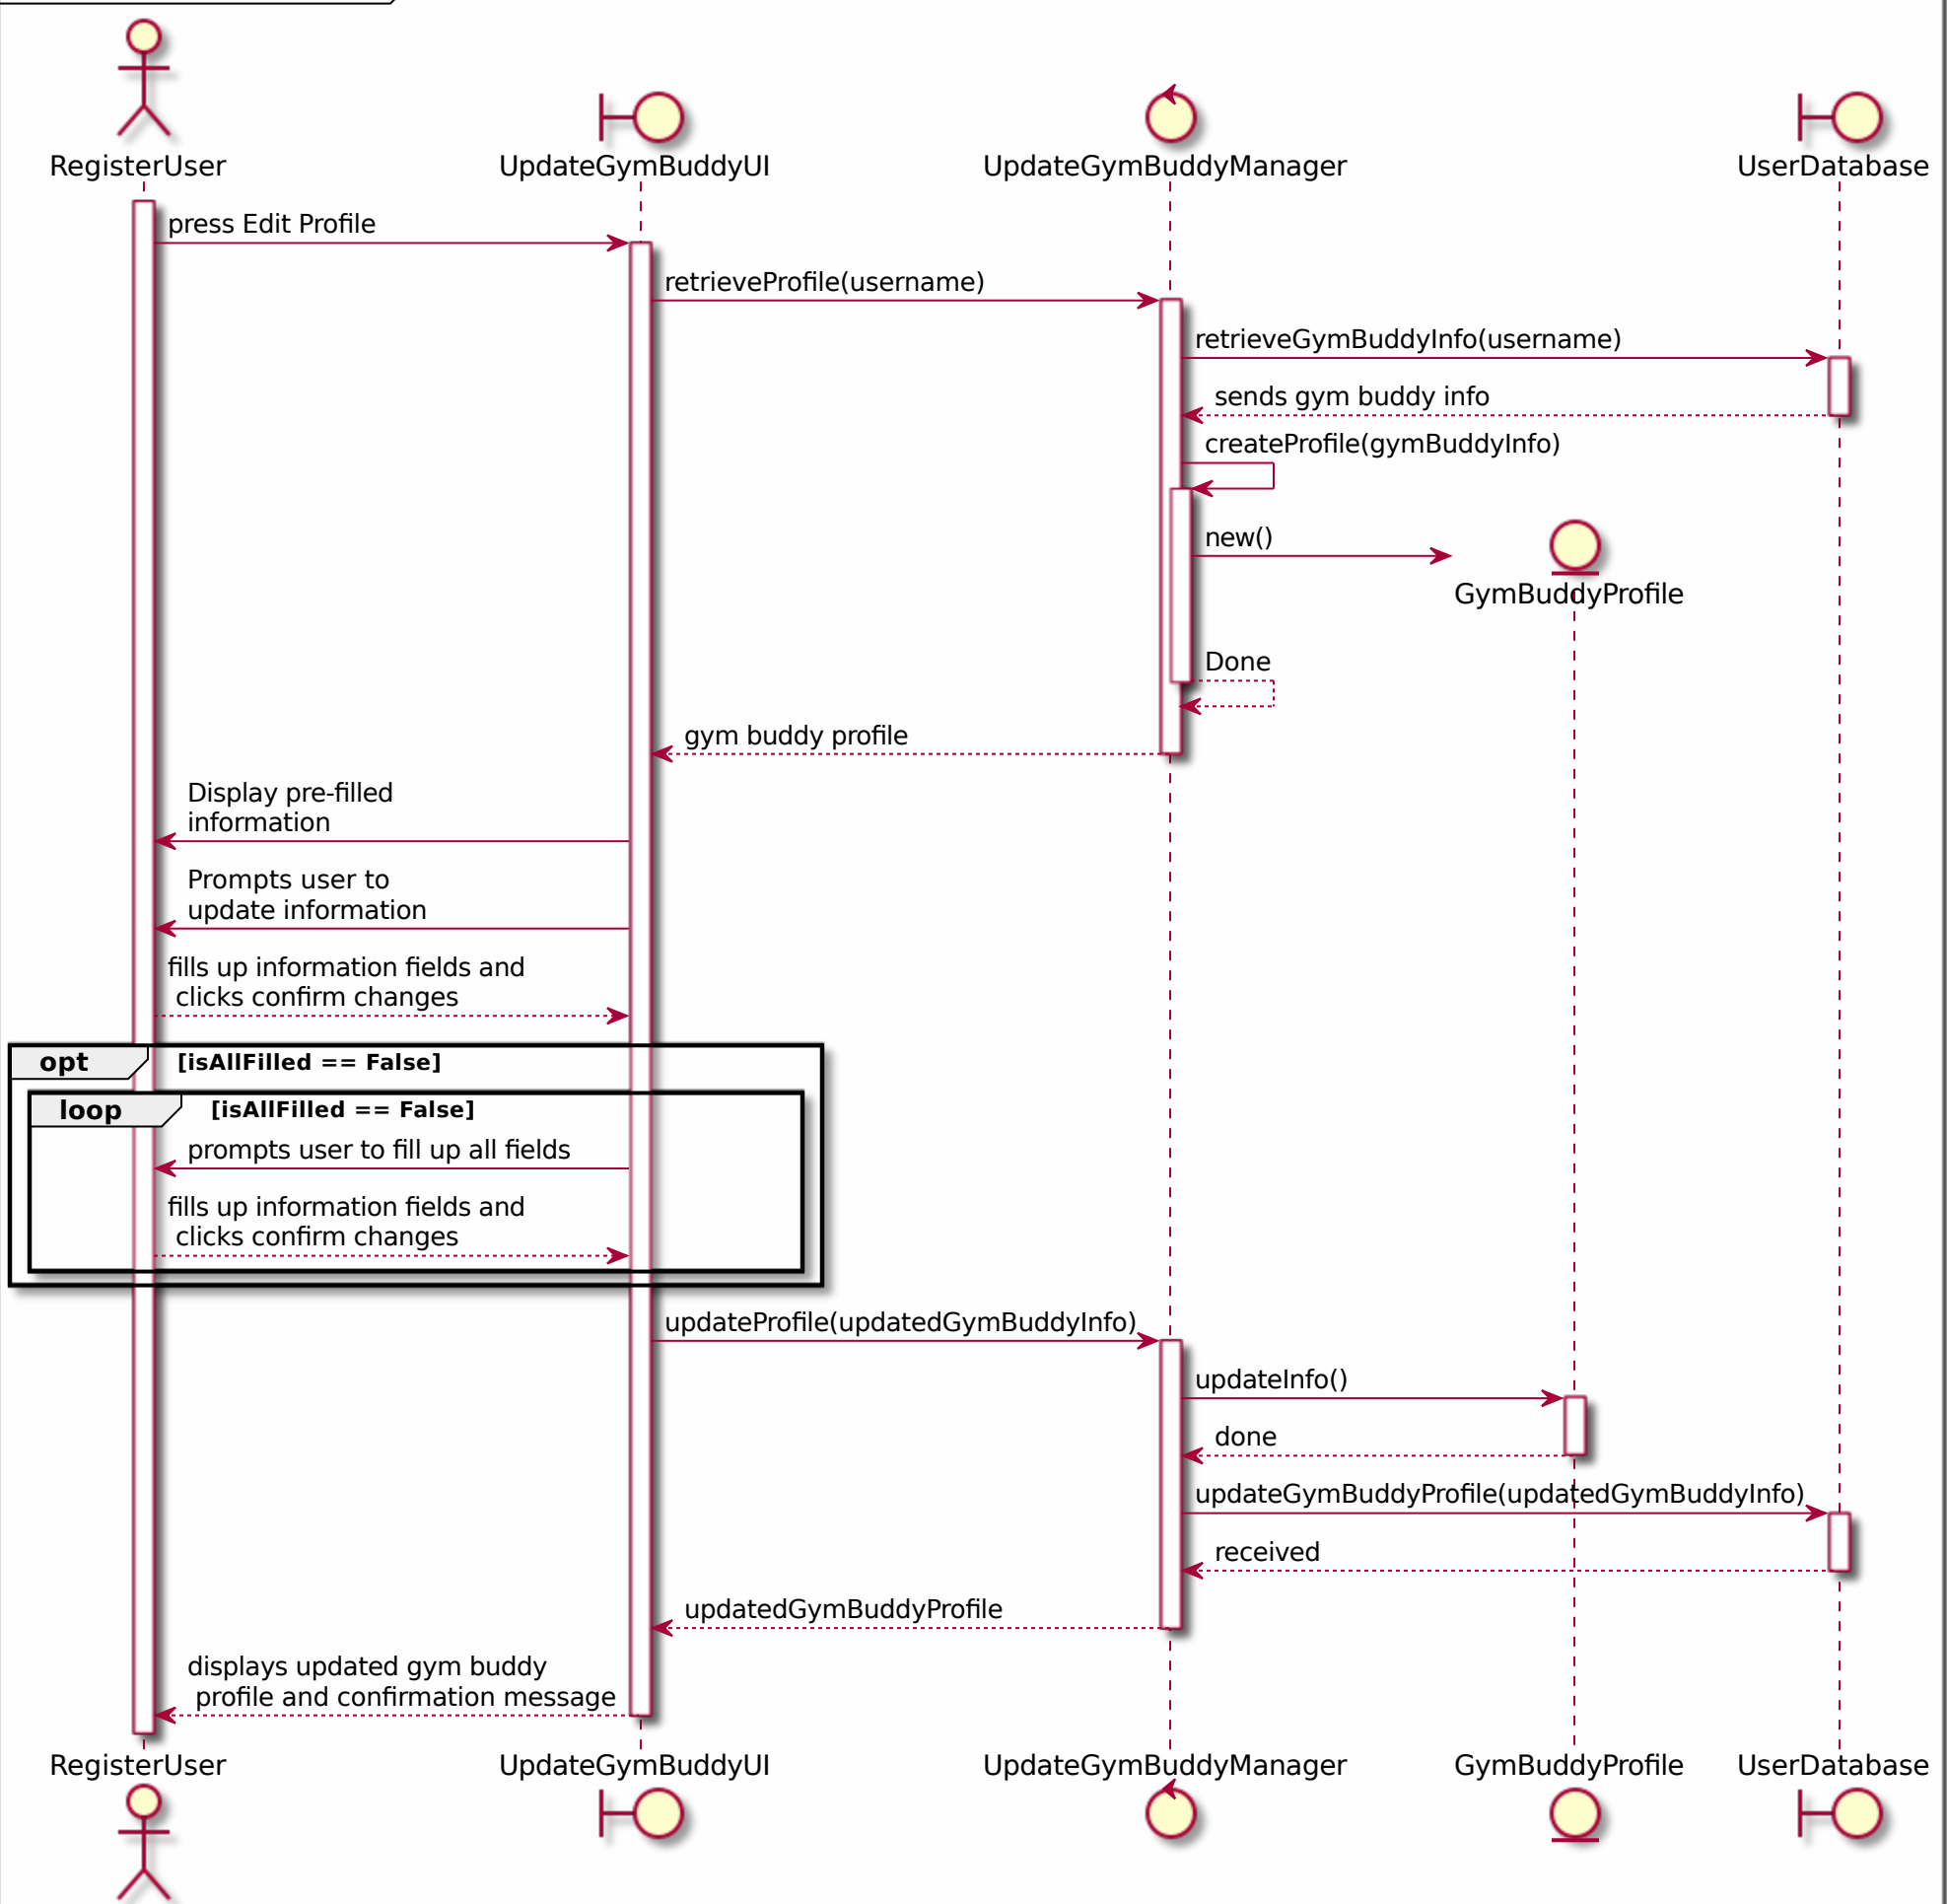 RegisterUser
UpdateGymBuddyUI
UpdateGymBuddyManager
UserDatabase
press Edit Profile
retrieveProfile(username)
retrieveGymBuddyInfo(username)
sends gym buddy info
createProfile(gymBuddyInfo)
new()
GymBuddyProfile
Done
gym buddy profile
Display pre-filled
information
Prompts user to
update information
fills up information fields and
clicks confirm changes
opt [isAllFilled == False]
loop [isAllFilled == False]
prompts user to fill up all fields
fills up information fields and
clicks confirm changes
updateProfile(updatedGymBuddyInfo)
updateInfo()
done
updateGymBuddyProfile(updatedGymBuddyInfo)
received
updatedGymBuddyProfile
displays updated gym buddy
profile and confirmation message
RegisterUser
UpdateGymBuddyUI
UpdateGymBuddyManager
GymBuddyProfile
UserDatabase